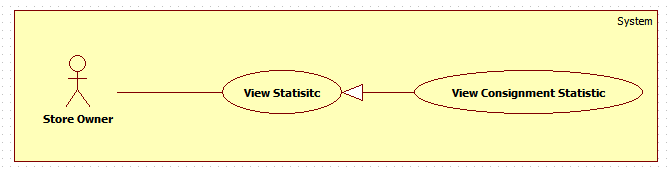 System
View Statisitc
View Consignment Statistic
Store Owner